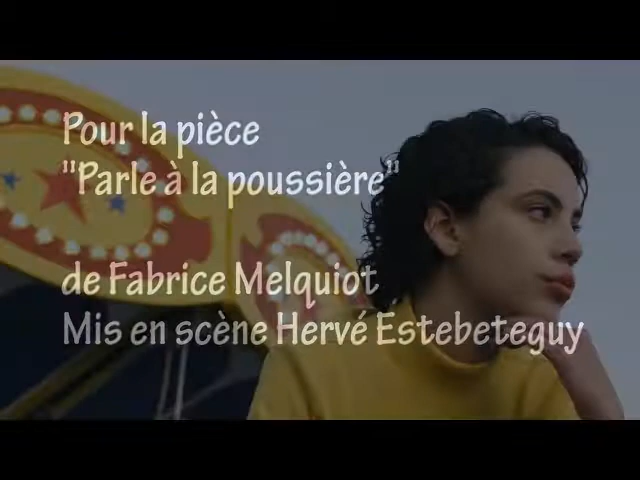 Pour la pièce
"Parle à la poussière"
de Fabrice Melquiot
Mis en scène Hervé Estebeteguy